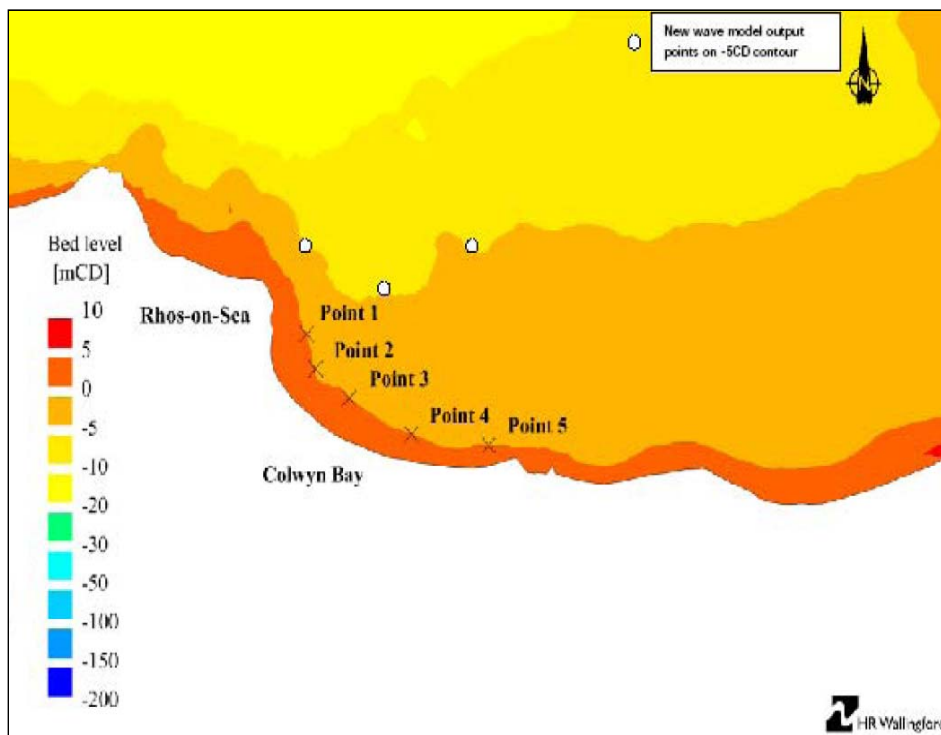 New wave model output
points on -5CD contour
N
Bed level
[mCD]
10
5
0
-5
-10
-20
-30
-50
-100
-150
-200
Rhos-on-Sea
Point 1
Point 2
Point 3
Point 4
Point 5
Colwyn Bay
HR Wallingford